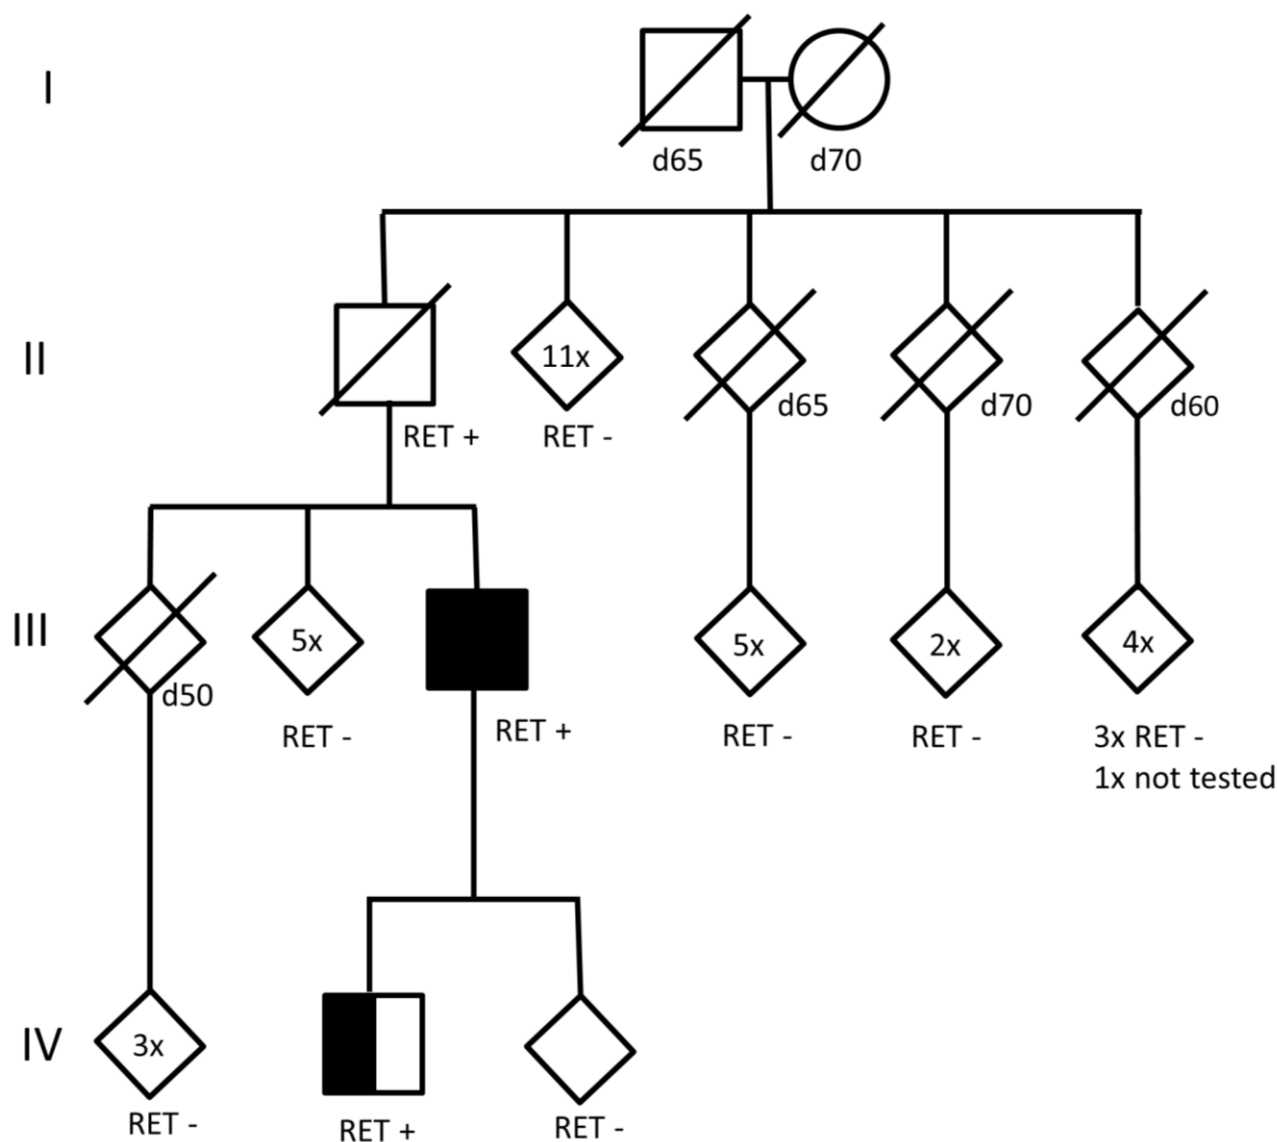 I
d65
d70
II
11x
RET +
RET -
d65
d70
d60
III
5x
5x
2x
4x
d50
RET -
RET +
RET -
RET -
3x RET -
1x not tested
IV
3x
RET -
RET +
RET -